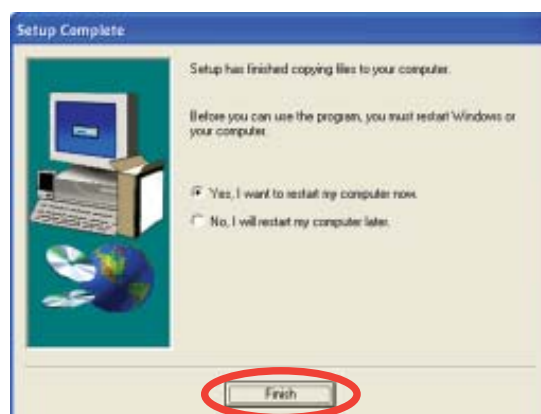 Setup Complete
Setup has finished copying files to your computer.
Before you can use the program, you must restart Windows or
your computer.
Yes, I want to restart my computer now.
No, I will restart my computer later.
Finish